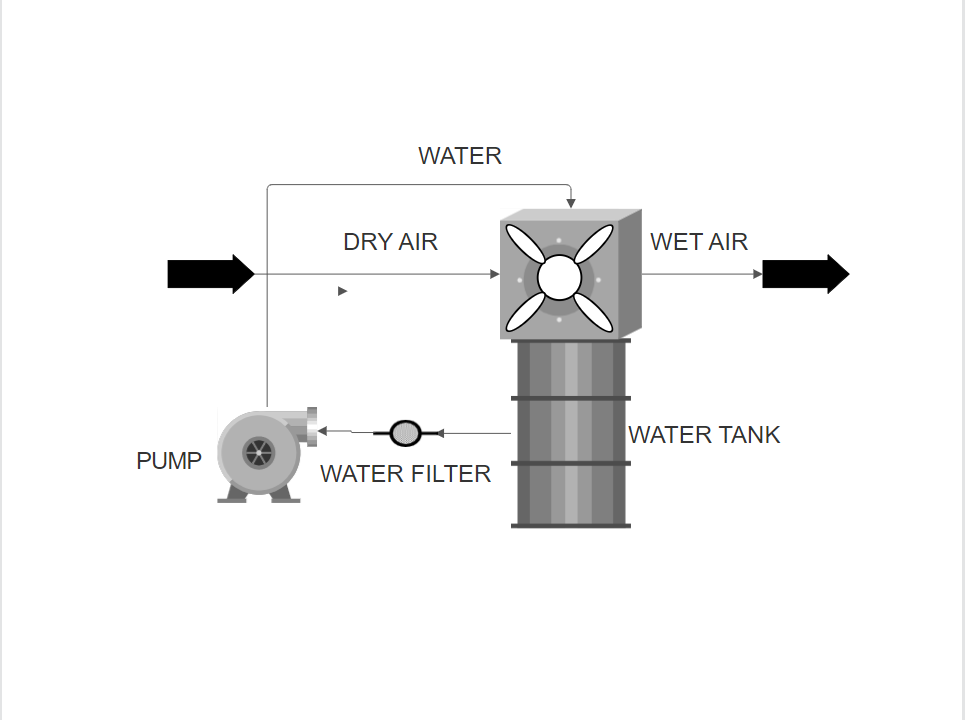 WATER
DRY AIR
WET AIR
WATER TANK
PUMP
WATER FILTER